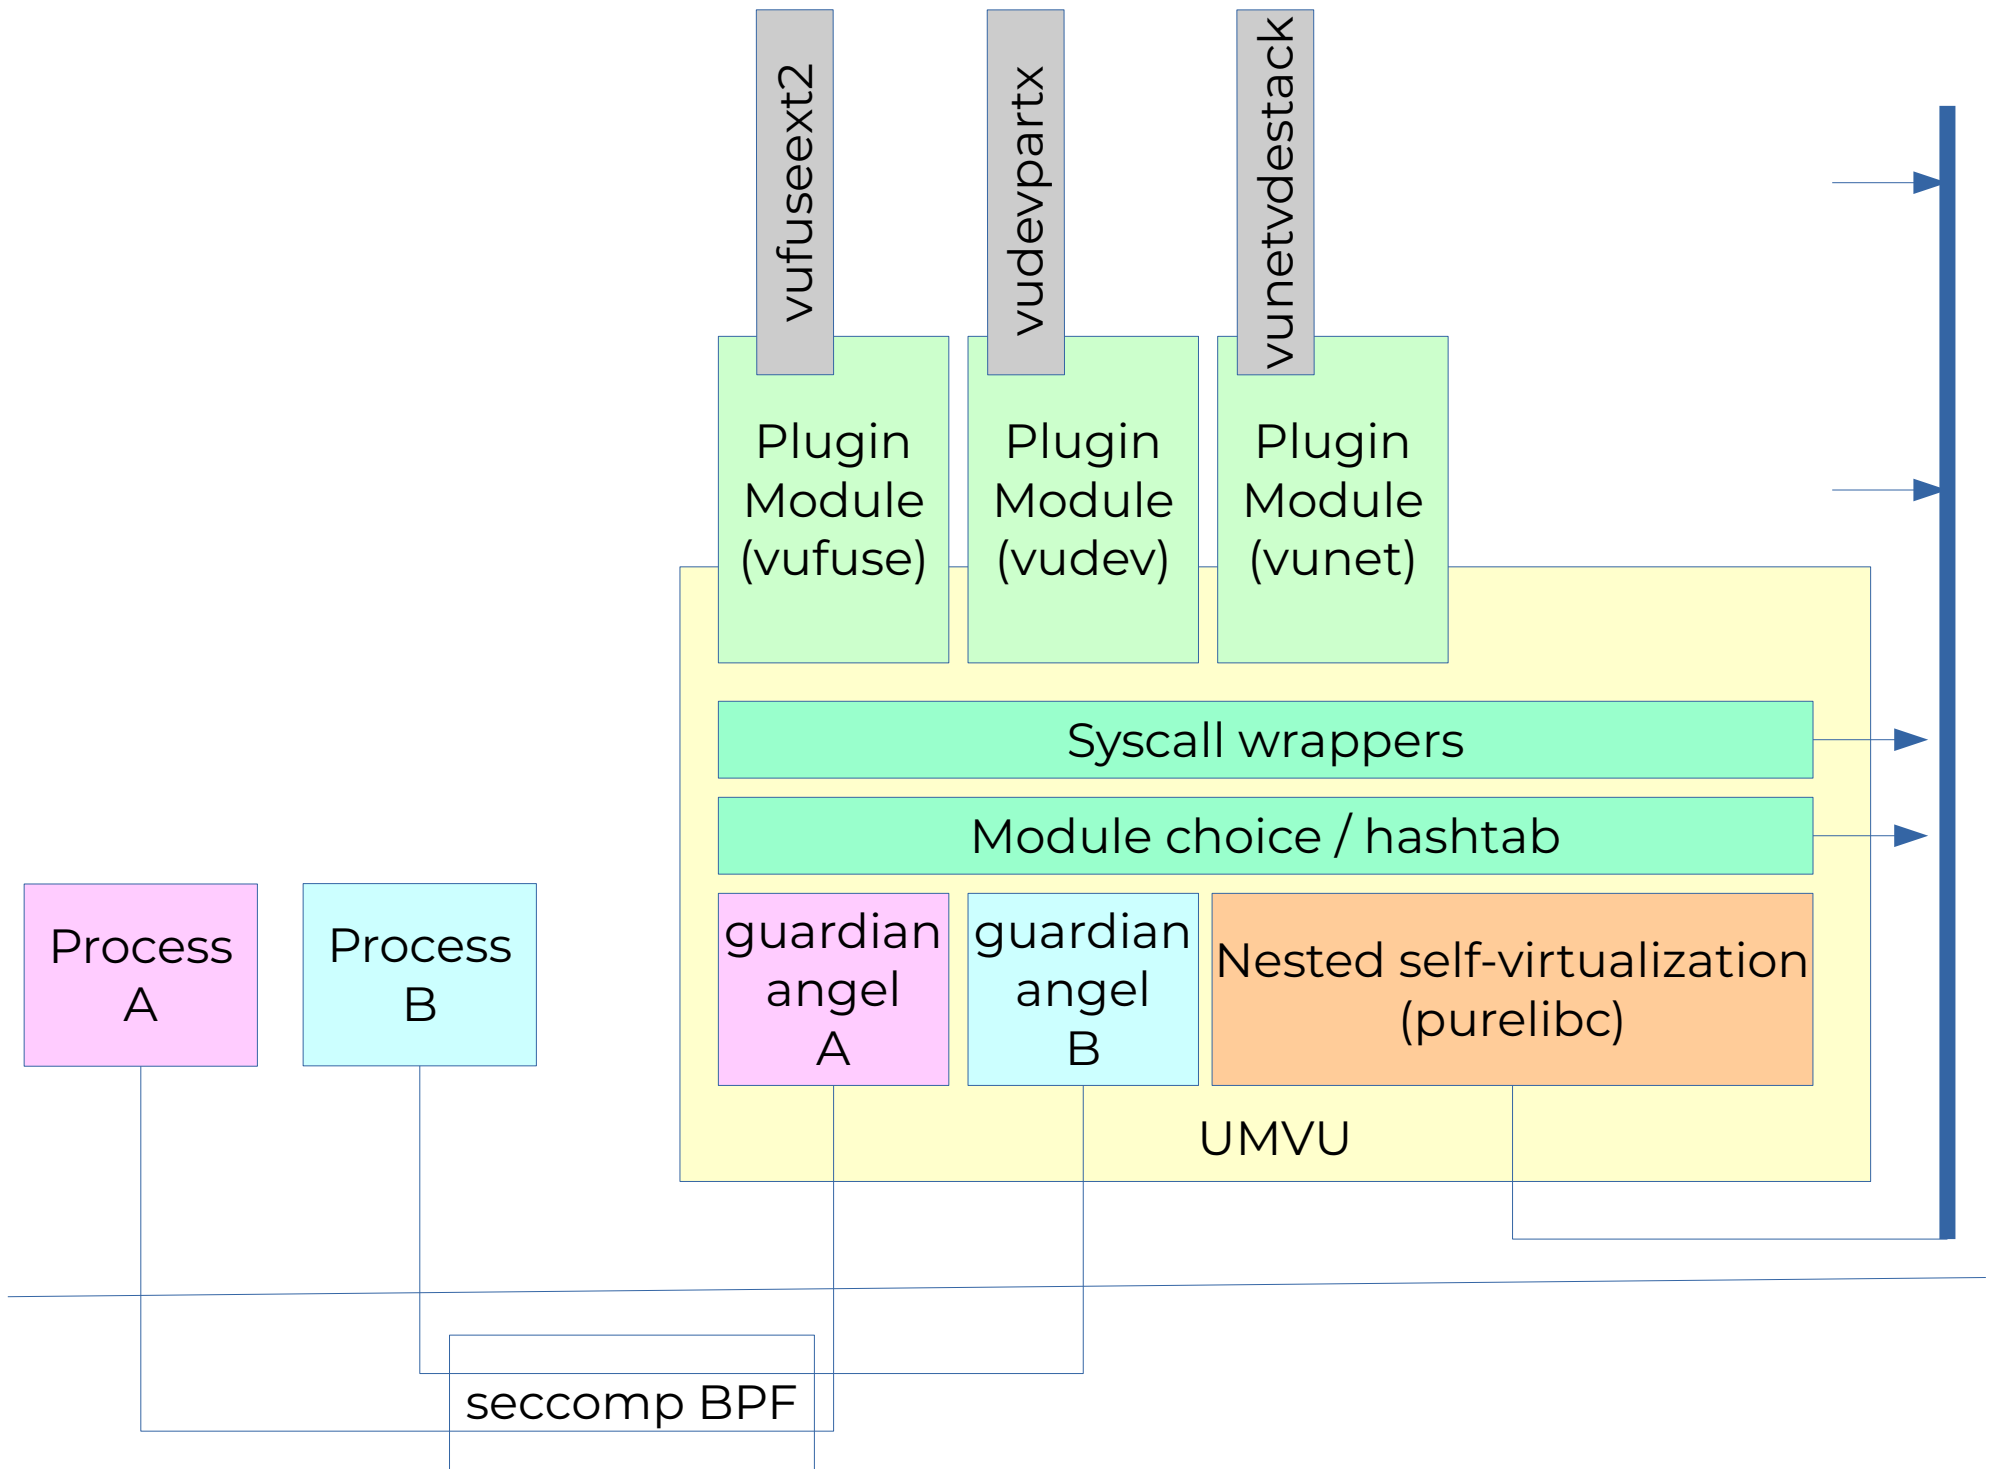 vufuseext2
vudevpartx
vunetvdestack
Plugin
Module
(vufuse)
Plugin
Module
(vudev)
Plugin
Module
(vunet)
Syscall wrappers
Module choice / hashtab
Process
A
Process
B
guardian
angel
A
guardian
angel
B
Nested self-virtualization
(purelibc)
UMVU
seccomp BPF